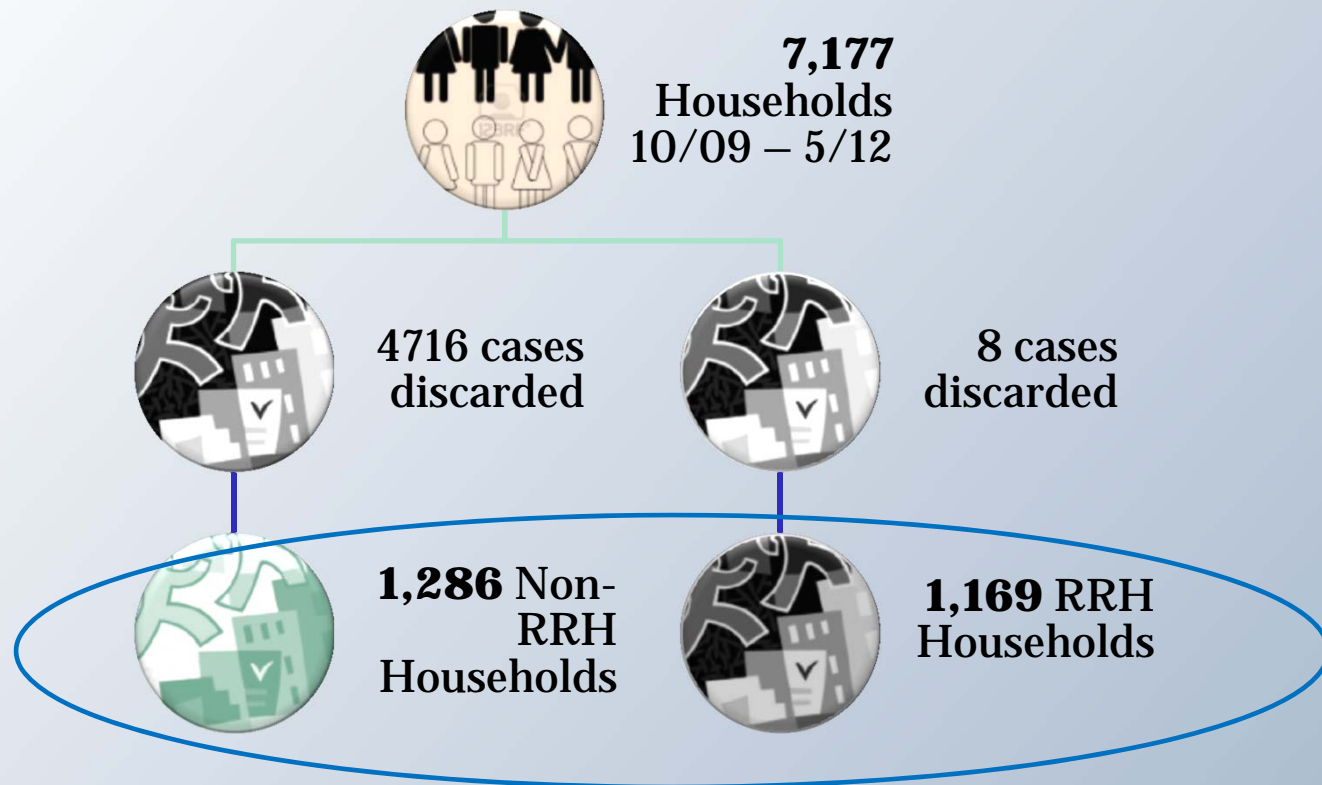 7,177
Households
10/09 – 5/12
123RF
4716 cases
discarded
8 cases
discarded
1,286 Non-
RRH
Households
1,169 RRH
Households